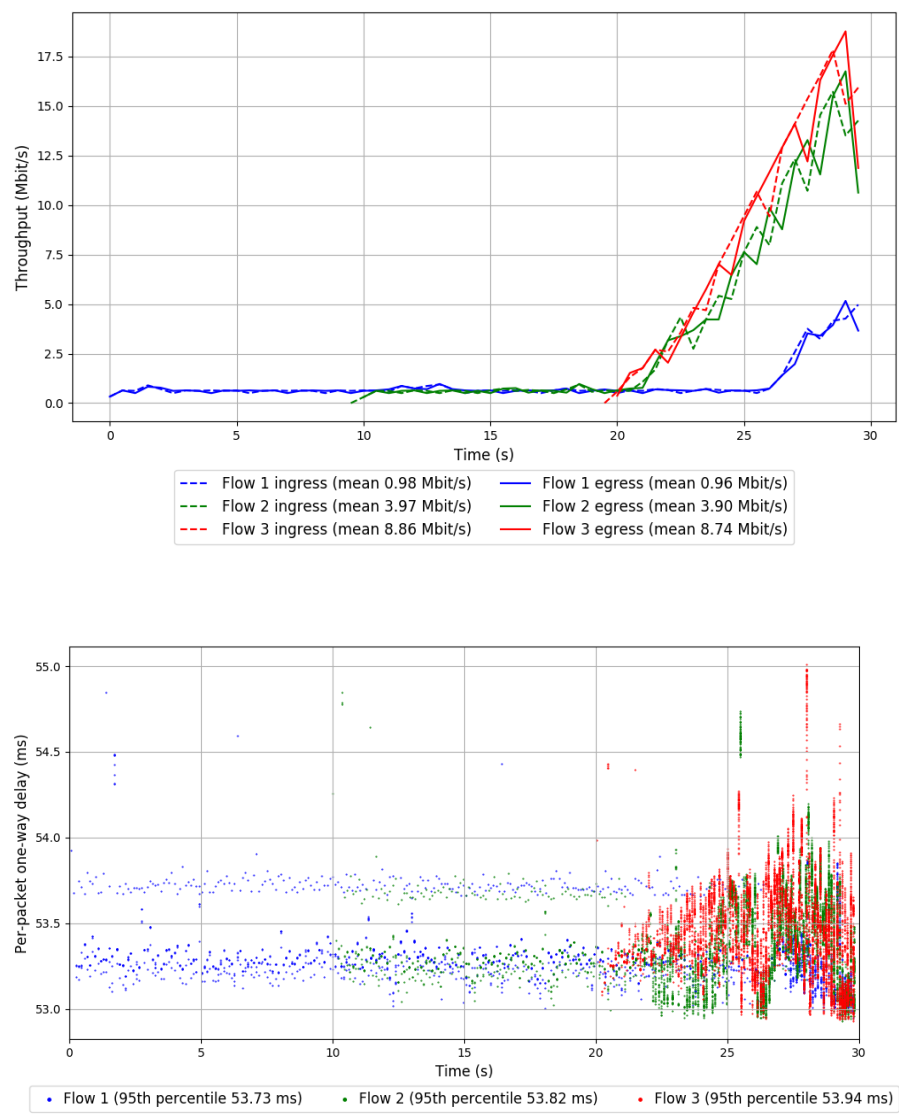 17.5
15.0
12.5
10.0
7.5
5.0
2.5
0.0
Throughput (Mbit/s)
0 5 10 15 20 25 30
Time (s)
Flow 1 ingress (mean 0.98 Mbit/s) Flow 1 egress (mean 0.96 Mbit/s)
Flow 2 ingress (mean 3.97 Mbit/s) Flow 2 egress (mean 3.90 Mbit/s)
Flow 3 ingress (mean 8.86 Mbit/s) Flow 3 egress (mean 8.74 Mbit/s)
55.0
54.5
54.0
53.5
53.0
Per-packet one-way delay (ms)
0 5 10 15 20 25 30
Time (s)
Flow 1 (95th percentile 53.73 ms) Flow 2 (95th percentile 53.82 ms) Flow 3 (95th percentile 53.94 ms)